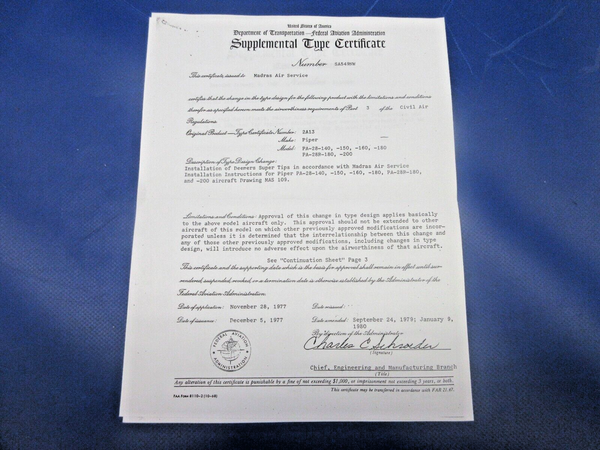 United States of America
Department of Transportation—Federal Aviation Administration
Supplemental Type Certificate
Number SA54NW
This certificate, issued to Madras Air Service
certifies that the change in the type design for the following product with the limitations and conditions
therefor as specified hereon meets the airworthiness requirements of Part 3 of the Civil Air
Regulations.
Original Product—Type Certificate Number: 2A13
Make: Piper
Model: PA-28-140, -150, -160, -180
PA-28R-180, -200
Description of Type Design Change:
Installation of Deemers Super Tips in accordance with Madras Air Service
Installation Instructions for Piper PA-28-140, -150, -160, -180, PA-28R-180,
and -200 aircraft Drawing MAS 100.
Limitations and Conditions: Approval of this change in type design applies basically
to the above model aircraft only. This approval should not be extended to other
aircraft of this model on which other previously approved modifications are incor-
porated unless it is determined that the interrelationship between this change and
any of those other previously approved modifications, including changes in type
design, will introduce no adverse effect upon the airworthiness of that aircraft.
See "Continuation Sheet" Page 3
This certificate and the supporting data which is the basis for approval shall remain in effect until sur-
rendered, suspended, revoked, or a termination date is otherwise established by the Administrator of the
Federal Aviation Administration.
Date of application: November 28, 1977
Date reissued:
Date of issuance: December 5, 1977
Date amended: September 24, 1979; January 9,
1980
By direction of the Administrator
Charles C Schroeder
(Signature)
Chief, Engineering and Manufacturing Branch
(Title)
FEDERAL AVIATION
ADMINISTRATION
Any alteration of this certificate is punishable by a fine of not exceeding $1,000, or imprisonment not exceeding 3 years, or both.
This certificate may be transferred in accordance with FAR 21.47.
FAA Form 8110-2 (10-68)